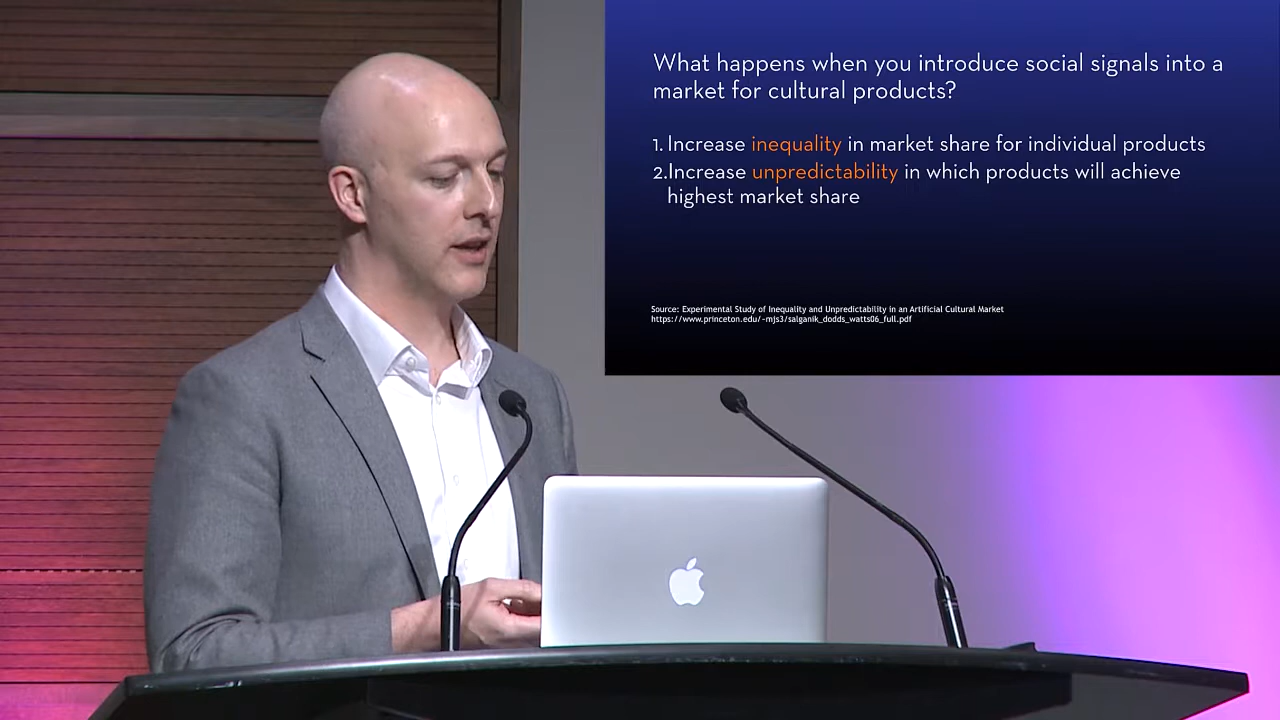 What happens when you introduce social signals into a
market for cultural products?
1. Increase inequality in market share for individual products
2.Increase unpredictability in which products will achieve
highest market share
Source: Experimental Study of Inequality and Unpredictability in an Artificial Cultural Market
https://www.princeton.edu/~mjs3/salganik_dodds_watts06_full.pdf